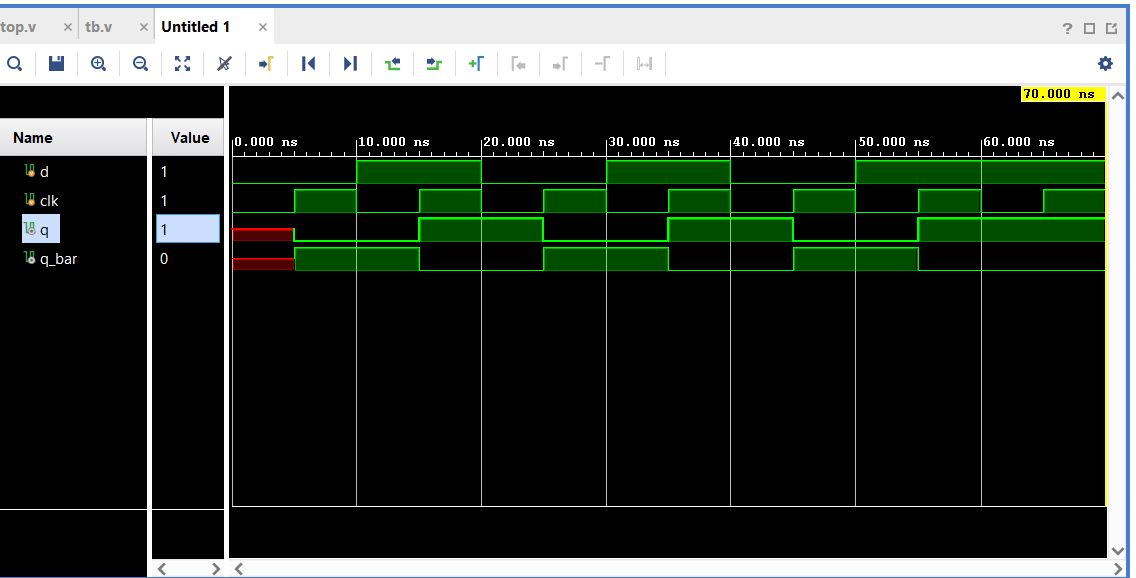 top.v × tb.v × Untitled 1 ×
70.000 ns
Name Value
0.000 ns 10.000 ns 20.000 ns 30.000 ns 40.000 ns 50.000 ns 60.000 ns
d 1
clk 1
q 1
q_bar 0